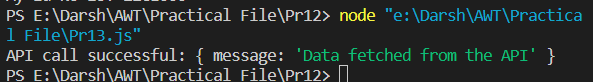 PS E:\Darsh\AWT\Practical File\Pr12> node "e:\Darsh\AWT\Practica
l File\Pr13.js"
API call successful: { message: 'Data fetched from the API' }
PS E:\Darsh\AWT\Practical File\Pr12>